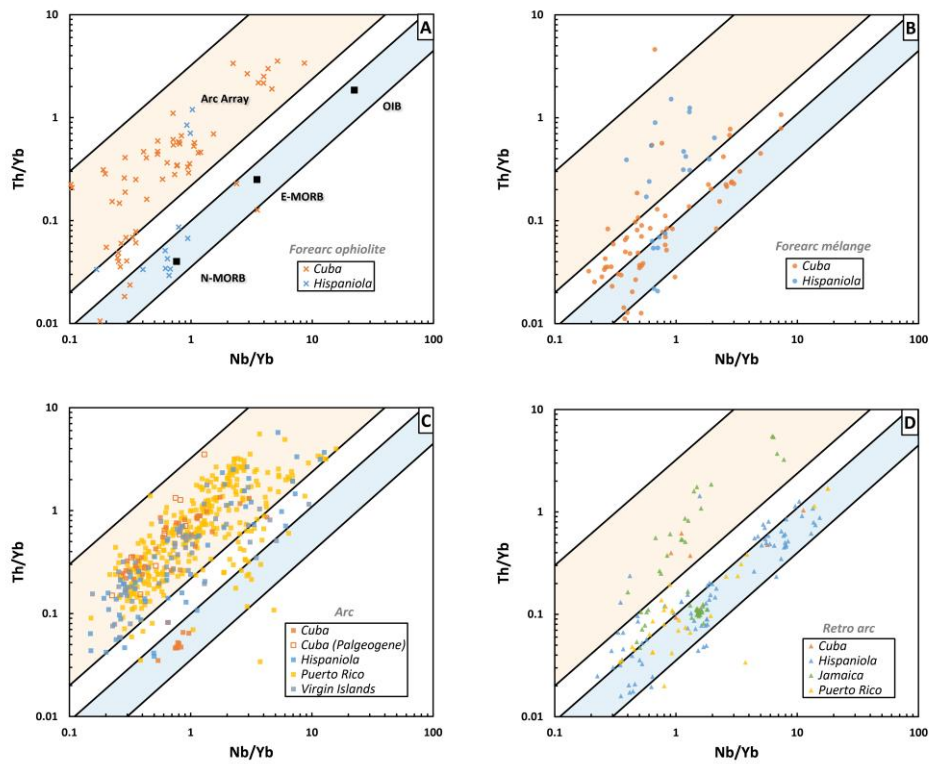 10
A
Arc Array
OIB
1
Th/Yb
E-MORB
0.1
Forearc ophiolite
Cuba
Hispaniola
N-MORB
0.01
0.1 1 10 100
Nb/Yb
10
B
1
Th/Yb
0.1
Forearc mélange
Cuba
Hispaniola
0.01
0.1 1 10 100
Nb/Yb
10
C
1
Th/Yb
0.1
Arc
Cuba
Cuba (Palgeogene)
Hispaniola
Puerto Rico
Virgin Islands
0.01
0.1 1 10 100
Nb/Yb
10
D
1
Th/Yb
0.1
Retro arc
Cuba
Hispaniola
Jamaica
Puerto Rico
0.01
0.1 1 10 100
Nb/Yb